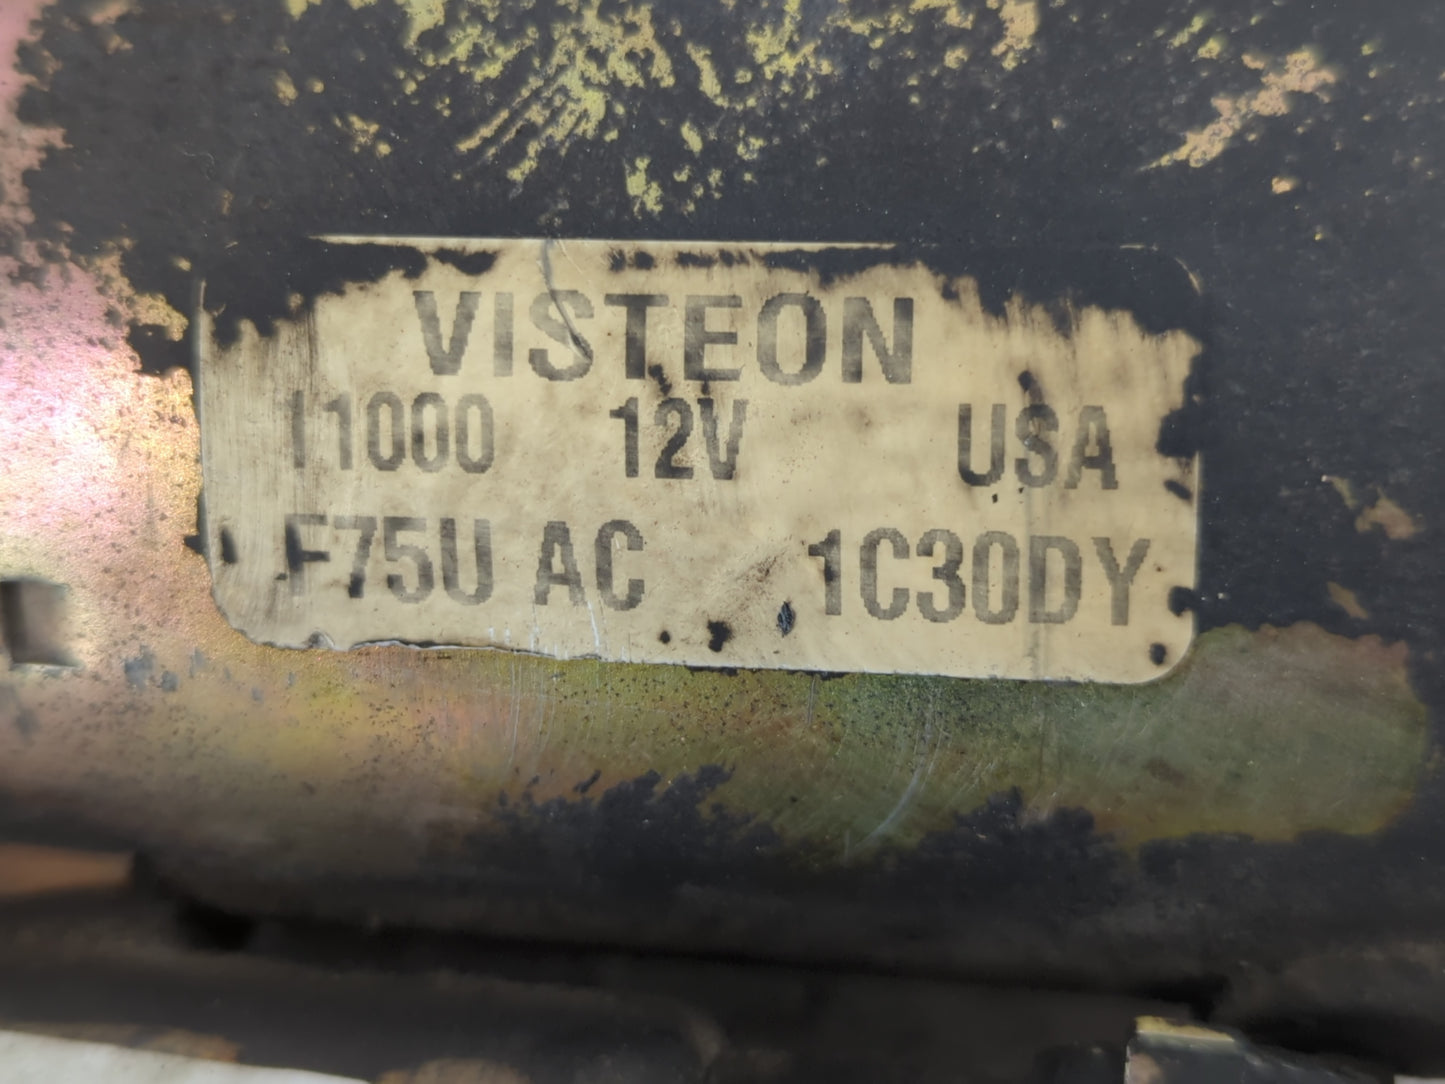 VISTEON
11000 12V USA
F75U AC 1C30DY